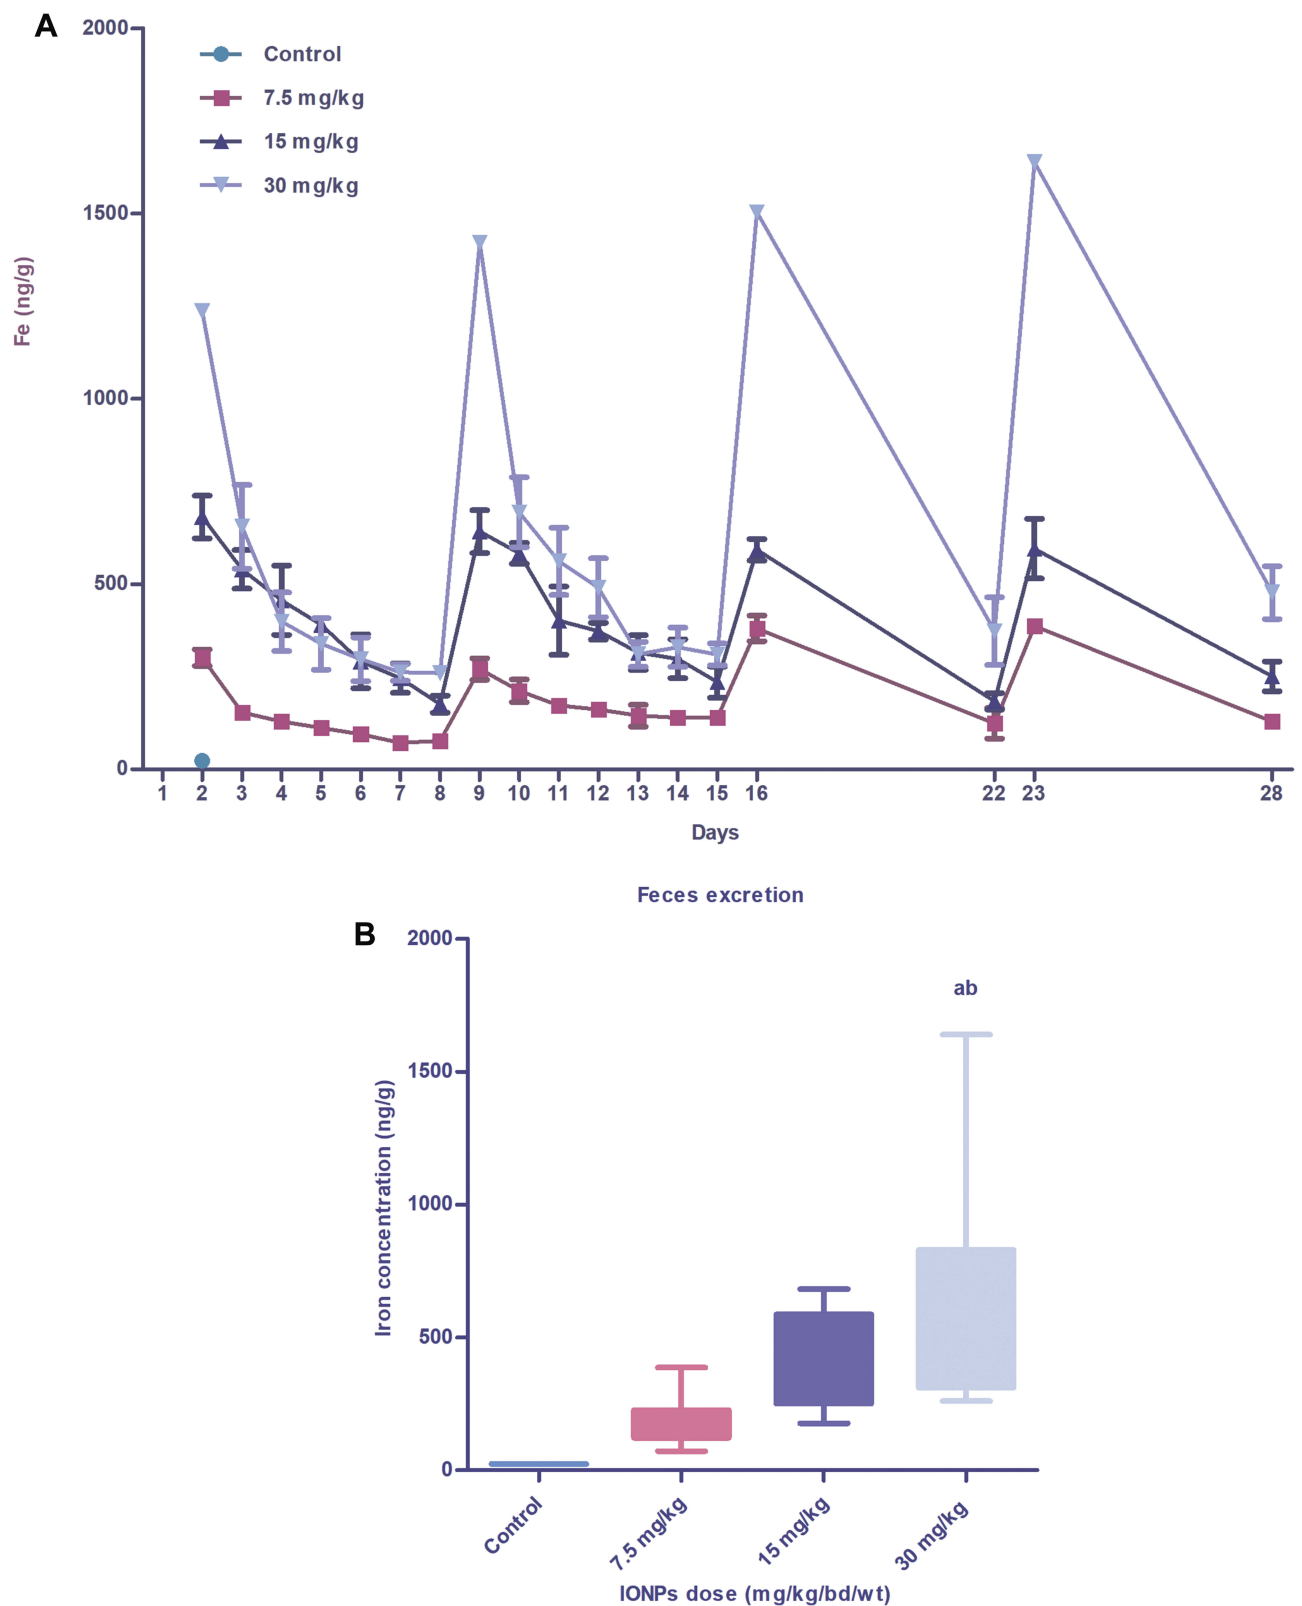 A
2000
1500
1000
500
0
Fe (ng/g)
Control
7.5 mg/kg
15 mg/kg
30 mg/kg
1 2 3 4 5 6 7 8 9 10 11 12 13 14 15 16 22 23 28
Days
Feces excretion
B
2000
1500
1000
500
0
Iron concentration (ng/g)
ab
Control
7.5 mg/kg
15 mg/kg
30 mg/kg
IONPs dose (mg/kg/bd/wt)